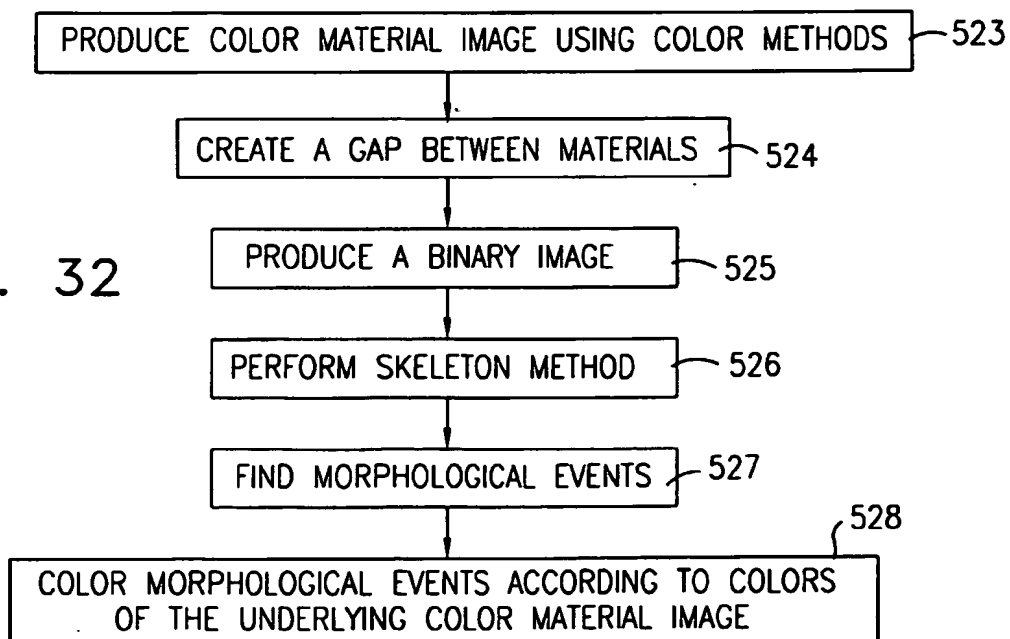 PRODUCE COLOR MATERIAL IMAGE USING COLOR METHODS 523
CREATE A GAP BETWEEN MATERIALS 524
PRODUCE A BINARY IMAGE 525
. 32
PERFORM SKELETON METHOD 526
FIND MORPHOLOGICAL EVENTS 527
528
COLOR MORPHOLOGICAL EVENTS ACCORDING TO COLORS
OF THE UNDERLYING COLOR MATERIAL IMAGE